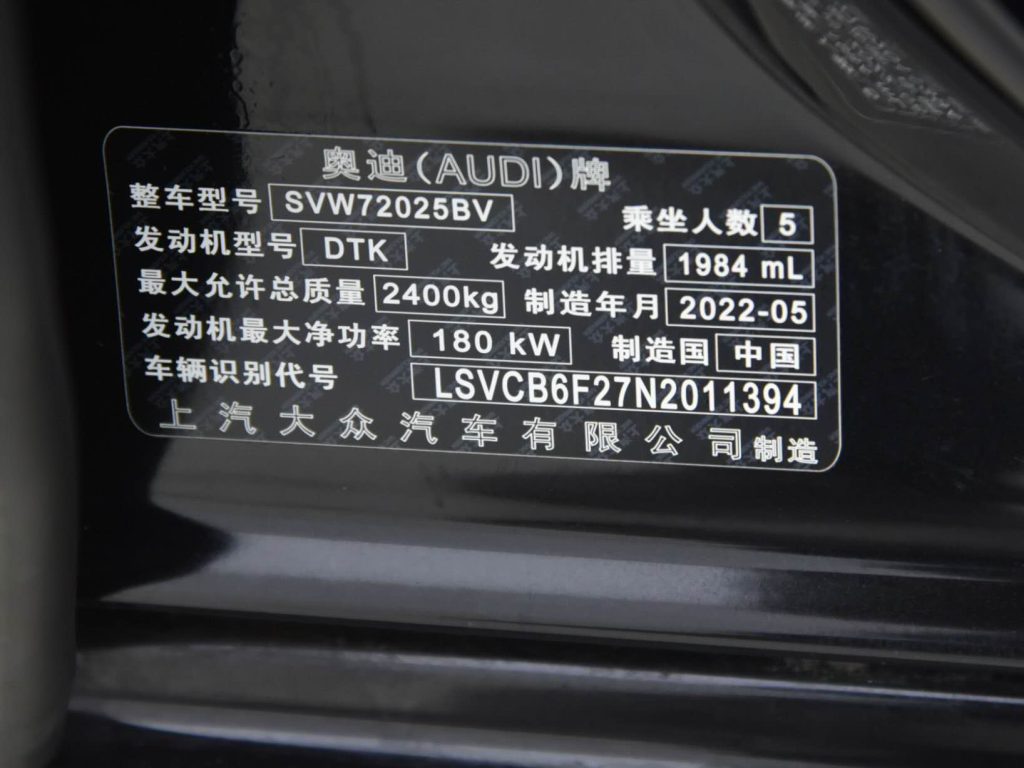 奥迪(AUDI)牌
整车型号 SVW72025BV 乘坐人数 5
发动机型号 DTK 发动机排量 1984 mL
最大允许总质量 2400kg 制造年月 2022-05
发动机最大净功率 180 kW 制造国 中国
车辆识别代号 LSVCB6F27N2011394
上汽大众汽车有限公司制造